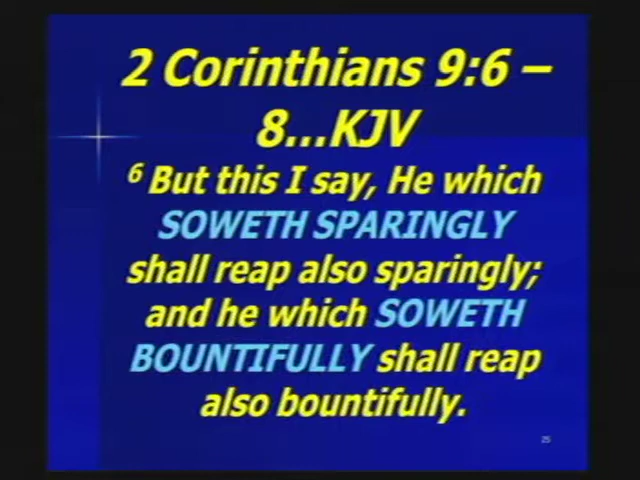 2 Corinthians 9:6 –
8...KJV
6 But this I say, He which
SOWETH SPARINGLY
shall reap also sparingly;
and he which SOWETH
BOUNTIFULLY shall reap
also bountifully.
25